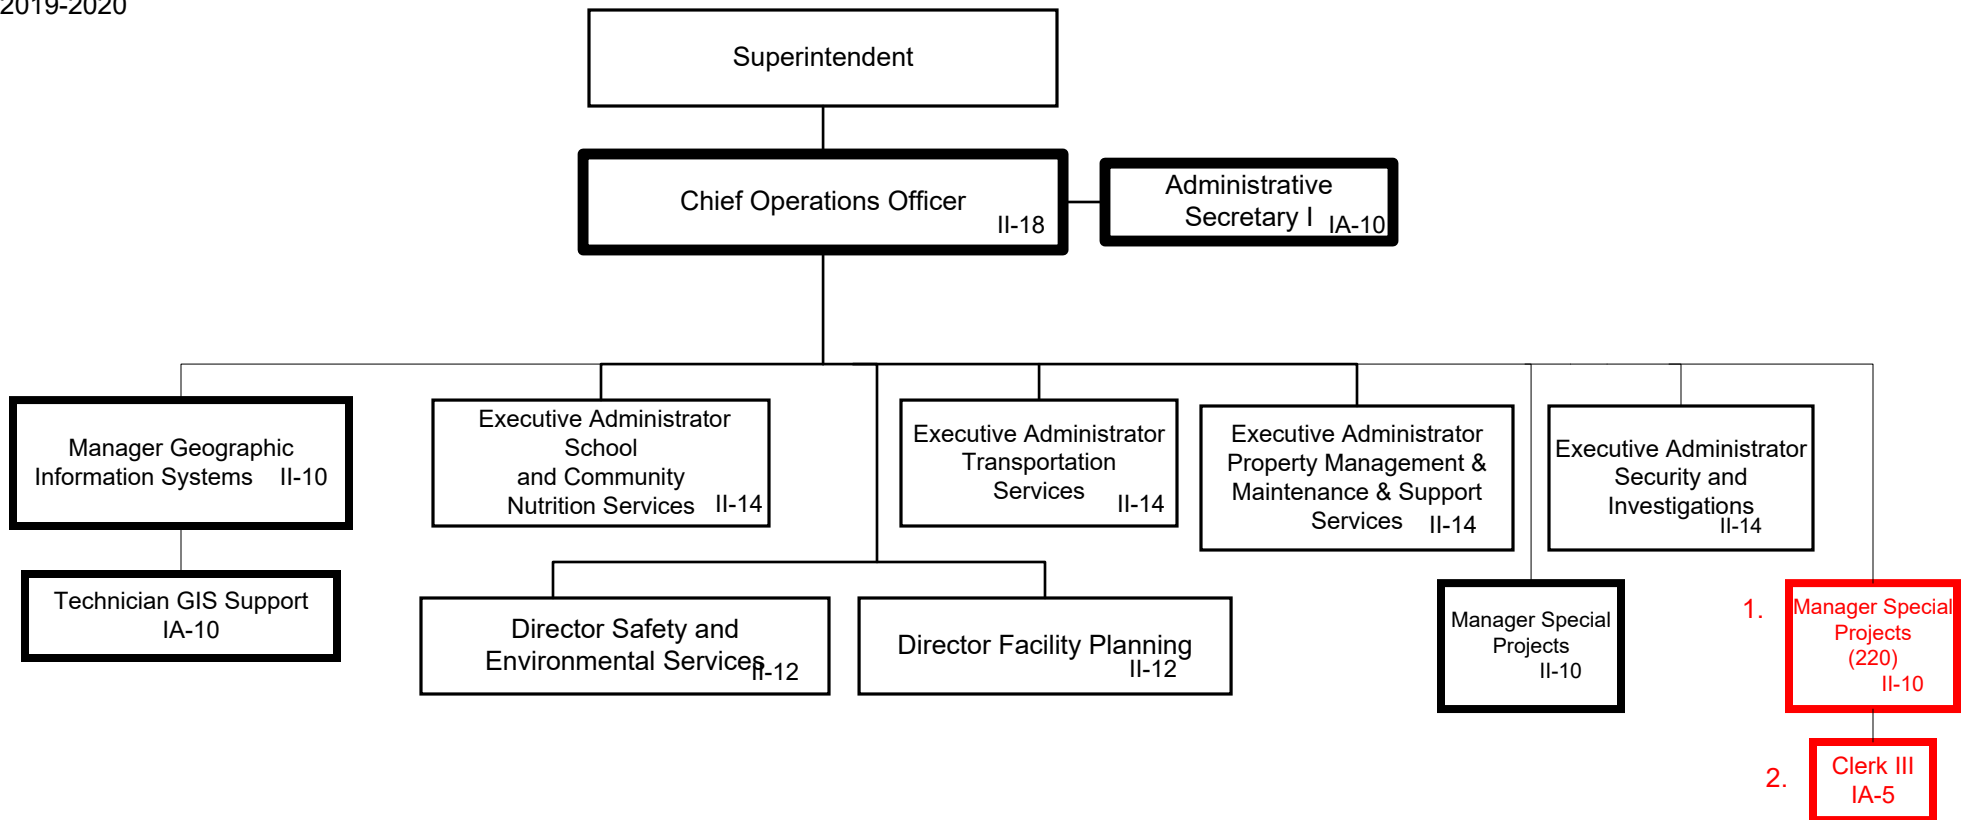 2019-2020
Superintendent
Chief Operations Officer
II-18
Administrative
Secretary I IA-10
Manager Geographic
Information Systems II-10
Executive Administrator
School
and Community
Nutrition Services II-14
Executive Administrator
Transportation
Services
II-14
Executive Administrator
Property Management &
Maintenance & Support
Services II-14
Executive Administrator
Security and
Investigations
II-14
Technician GIS Support
IA-10
Director Safety and
Environmental Services
II-12
Director Facility Planning
II-12
Manager Special
Projects
II-10
1.
Manager Special
Projects
(220)
II-10
2.
Clerk III
IA-5